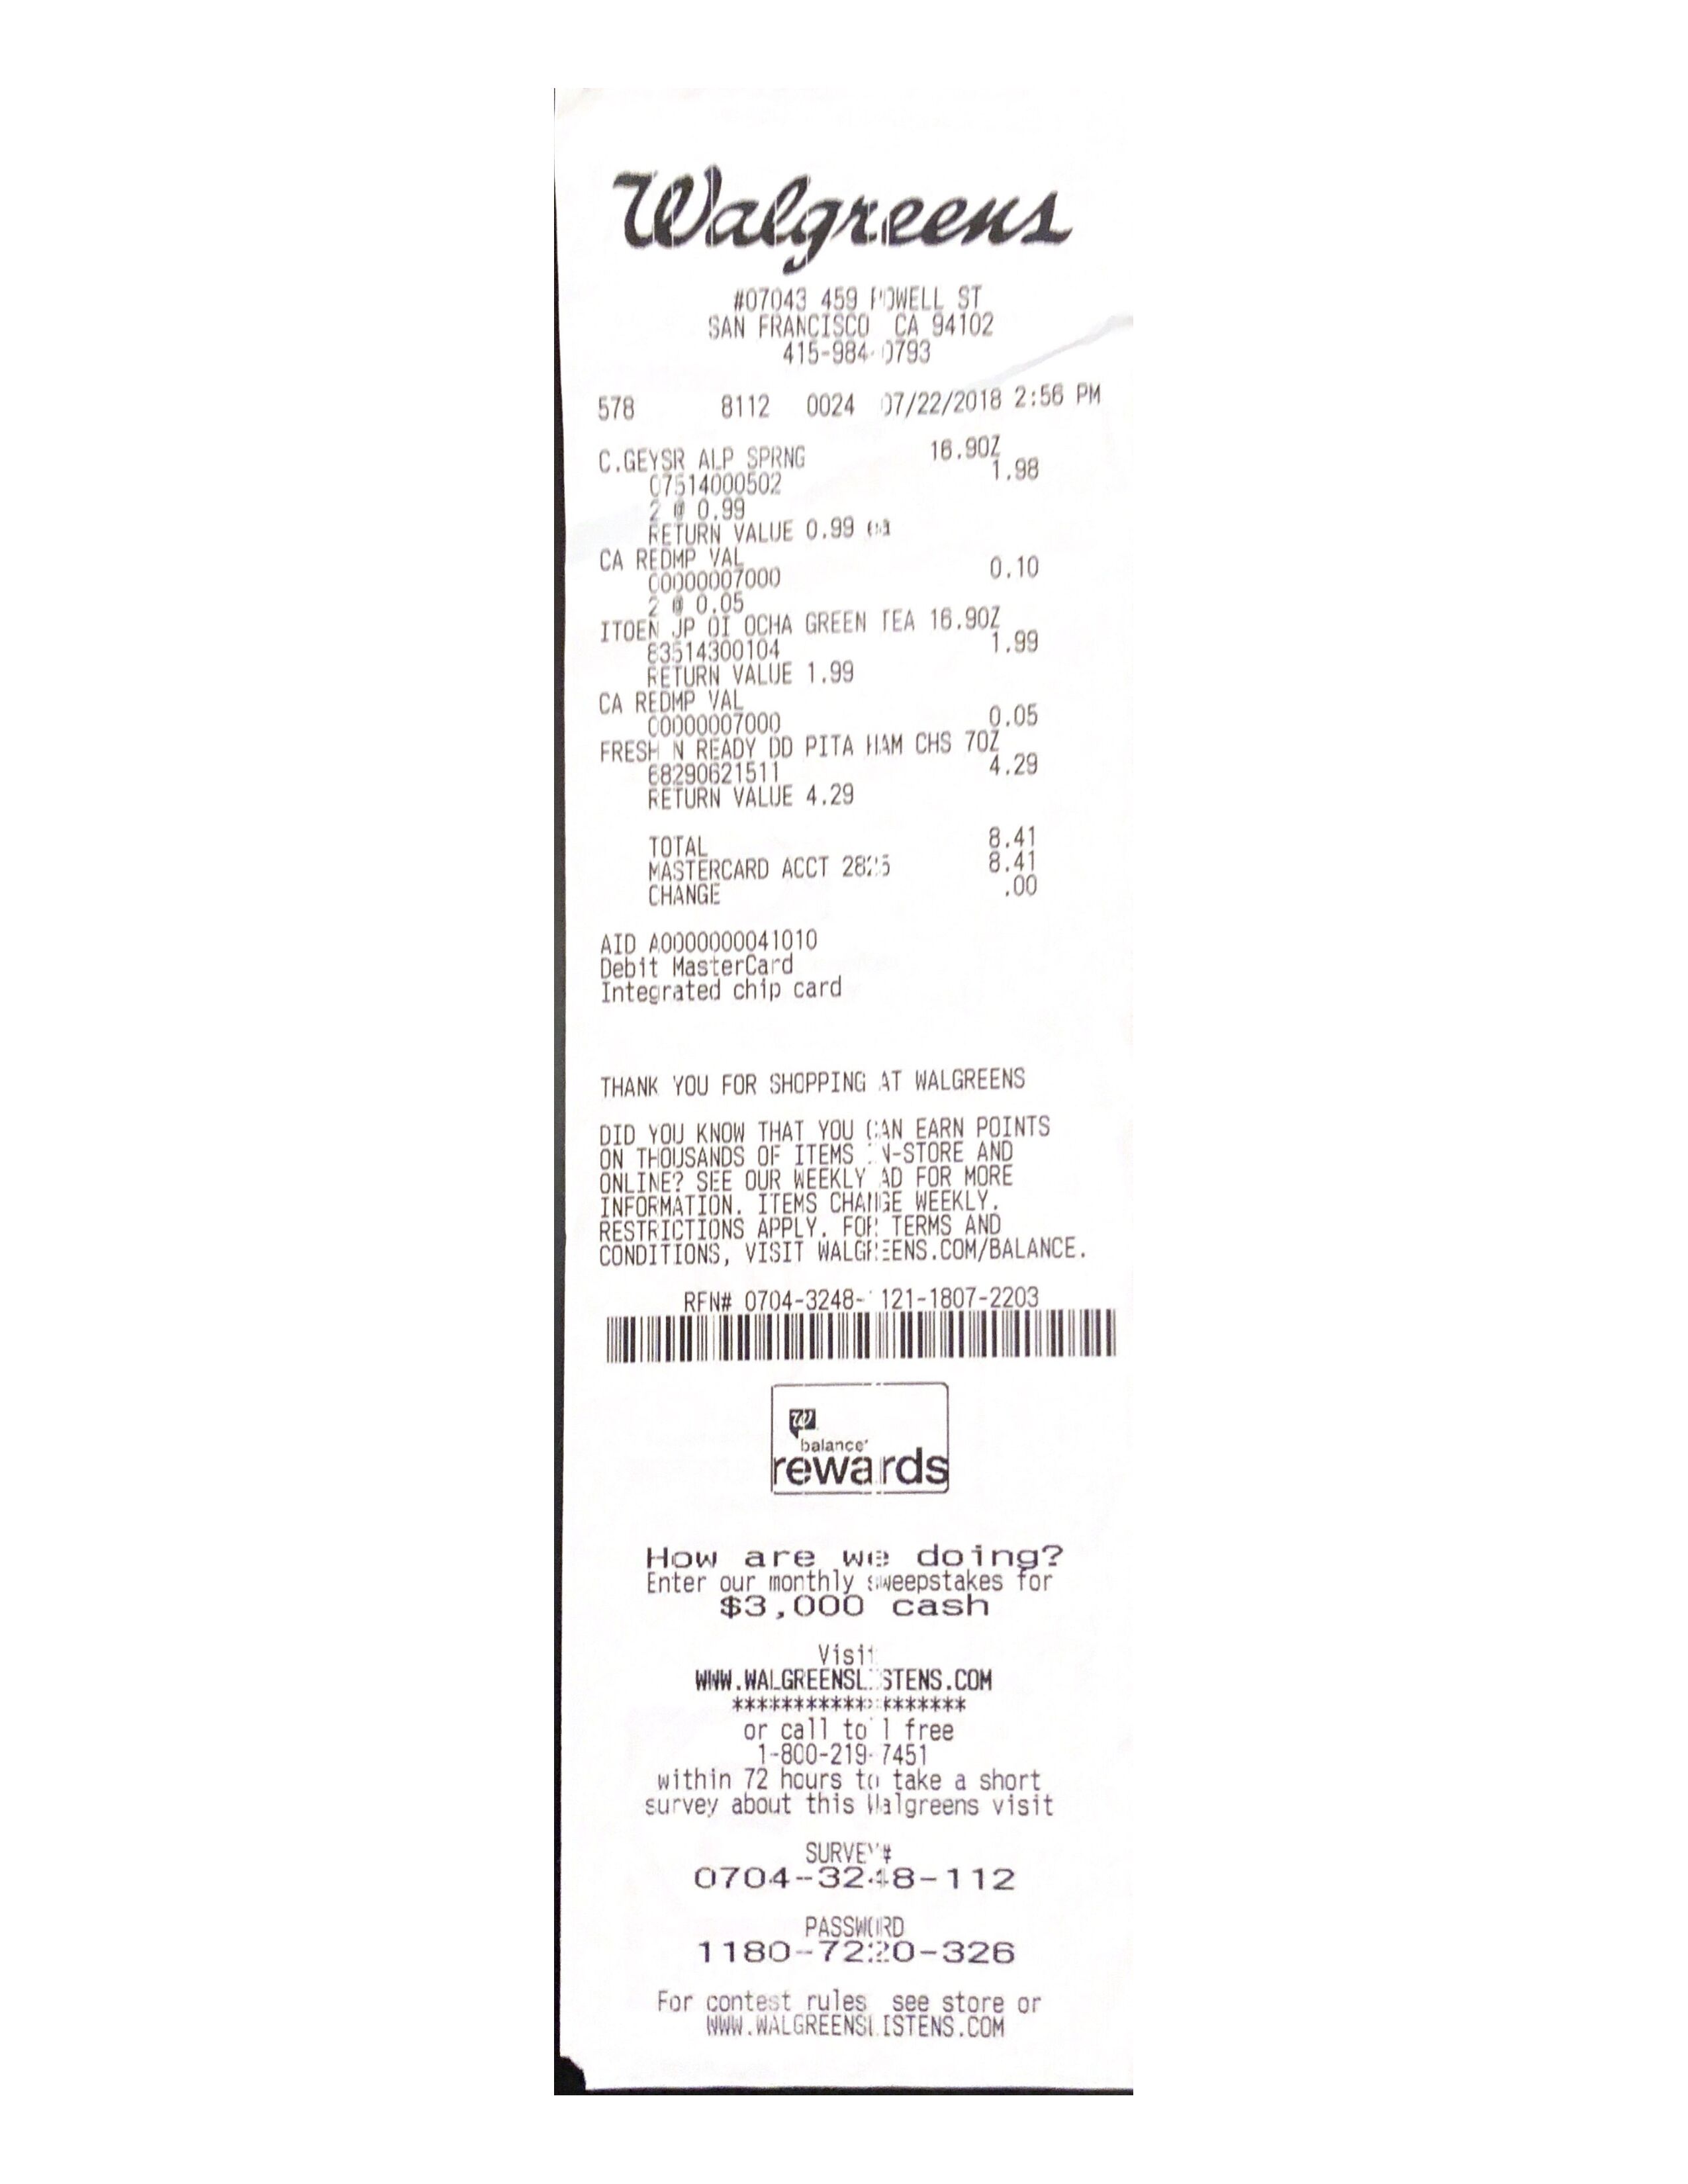 Walgreens
#07043 459 POWELL ST
SAN FRANCISCO CA 94102
415-984-0793
578 8112 0024 07/22/2018 2:56 PM
C.GEYSR ALP SPRNG 16.9OZ
07514000502 1.98
2 @ 0.99
RETURN VALUE 0.99 ea
CA REDMP VAL
00000007000 0.10
2 @ 0.05
ITOEN JP OI OCHA GREEN TEA 16.9OZ
83514300104 1.99
RETURN VALUE 1.99
CA REDMP VAL
00000007000 0.05
FRESH N READY DD PITA HAM CHS 7OZ
68290621511 4.29
RETURN VALUE 4.29
TOTAL 8.41
MASTERCARD ACCT 8.41
CHANGE .00
AID A0000000041010
Debit MasterCard
Integrated chip card
THANK YOU FOR SHOPPING AT WALGREENS
DID YOU KNOW THAT YOU CAN EARN POINTS
ON THOUSANDS OF ITEMS IN-STORE AND
ONLINE? SEE OUR WEEKLY AD FOR MORE
INFORMATION. ITEMS CHANGE WEEKLY.
RESTRICTIONS APPLY. FOR TERMS AND
CONDITIONS, VISIT WALGREENS.COM/BALANCE.
RFN# 0704-3248-1121-1807-2203
W
balance®
rewards
How are we doing?
Enter our monthly sweepstakes for
$3,000 cash
Visit
WWW.WALGREENSLISTENS.COM
*******************
or call toll free
1-800-219-7451
within 72 hours to take a short
survey about this Walgreens visit
SURVEY#
0704-3248-112
PASSWORD
1180-7220-326
For contest rules see store or
WWW.WALGREENSLISTENS.COM